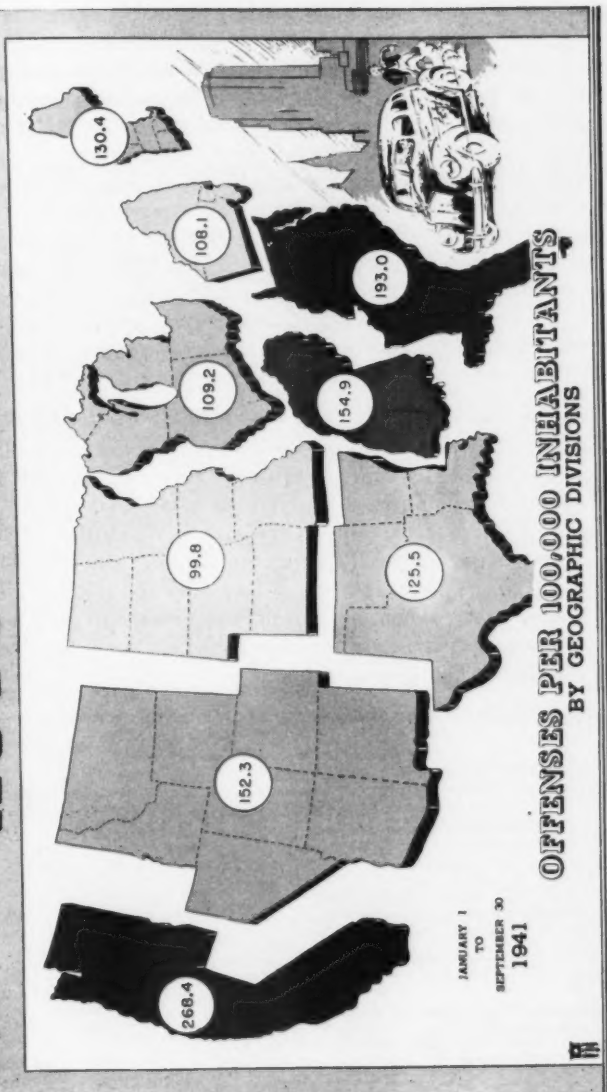 130.4
108.1
109.2
99.8
193.0
154.9
125.5
152.3
268.4
JANUARY 1
TO
SEPTEMBER 30
1941
OFFENSES PER 100,000 INHABITANTS
BY GEOGRAPHIC DIVISIONS